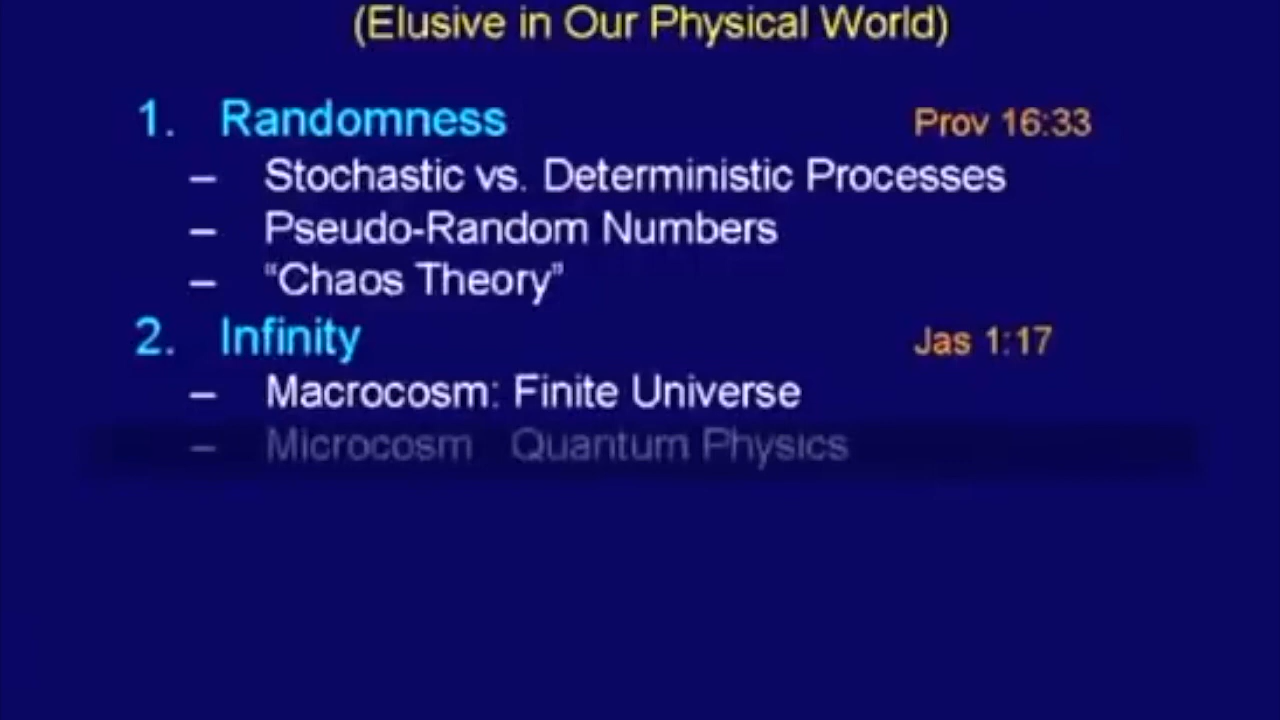 (Elusive in Our Physical World)
1. Randomness Prov 16:33
– Stochastic vs. Deterministic Processes
– Pseudo-Random Numbers
– “Chaos Theory”
2. Infinity Jas 1:17
– Macrocosm: Finite Universe
– Microcosm Quantum Physics